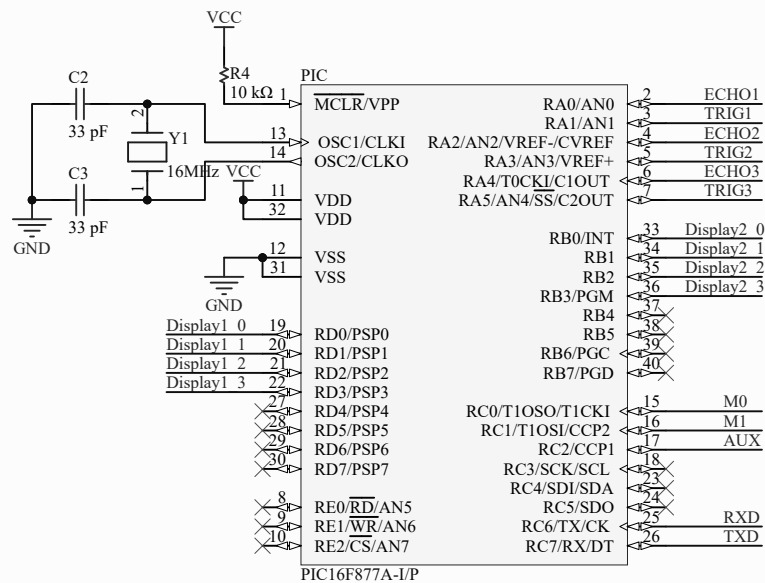 VCC
R4
10 kΩ
C2
33 pF
2
Y1
1
16MHz
C3
33 pF
GND
VCC
GND
PIC
1 MCLR/VPP
13 OSC1/CLKI
14 OSC2/CLKO
11 VDD
32 VDD
12 VSS
31 VSS
Display1_0 19 RD0/PSP0
Display1_1 20 RD1/PSP1
Display1_2 21 RD2/PSP2
Display1_3 22 RD3/PSP3
27 RD4/PSP4
28 RD5/PSP5
29 RD6/PSP6
30 RD7/PSP7
8 RE0/RD/AN5
9 RE1/WR/AN6
10 RE2/CS/AN7
RA0/AN0 2 ECHO1
RA1/AN1 3 TRIG1
RA2/AN2/VREF-/CVREF 4 ECHO2
RA3/AN3/VREF+ 5 TRIG2
RA4/T0CKI/C1OUT 6 ECHO3
RA5/AN4/SS/C2OUT 7 TRIG3
RB0/INT 33 Display2_0
RB1 34 Display2_1
RB2 35 Display2_2
RB3/PGM 36 Display2_3
RB4 37
RB5 38
RB6/PGC 39
RB7/PGD 40
RC0/T1OSO/T1CKI 15 M0
RC1/T1OSI/CCP2 16 M1
RC2/CCP1 17 AUX
RC3/SCK/SCL 18
RC4/SDI/SDA 23
RC5/SDO 24
RC6/TX/CK 25 RXD
RC7/RX/DT 26 TXD
PIC16F877A-I/P